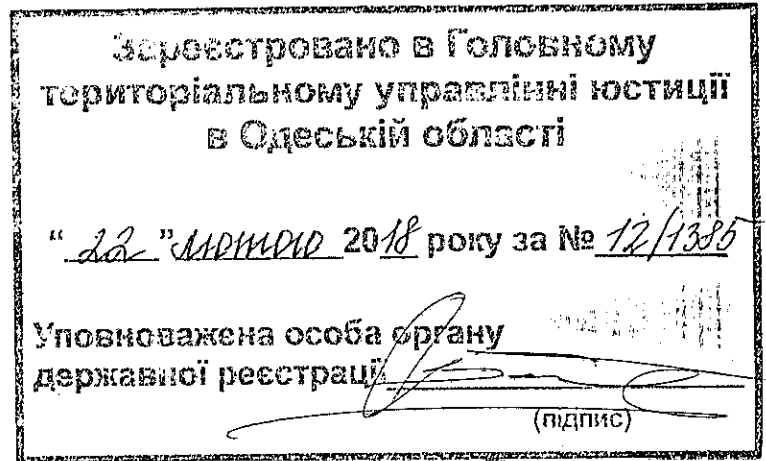 Зареєстровано в Головному
територіальному управлінні юстиції
в Одеській області
“ 22 ” лютого 2018 року за № 12/1385
Уповноважена особа органу
державної реєстрації
(підпис)